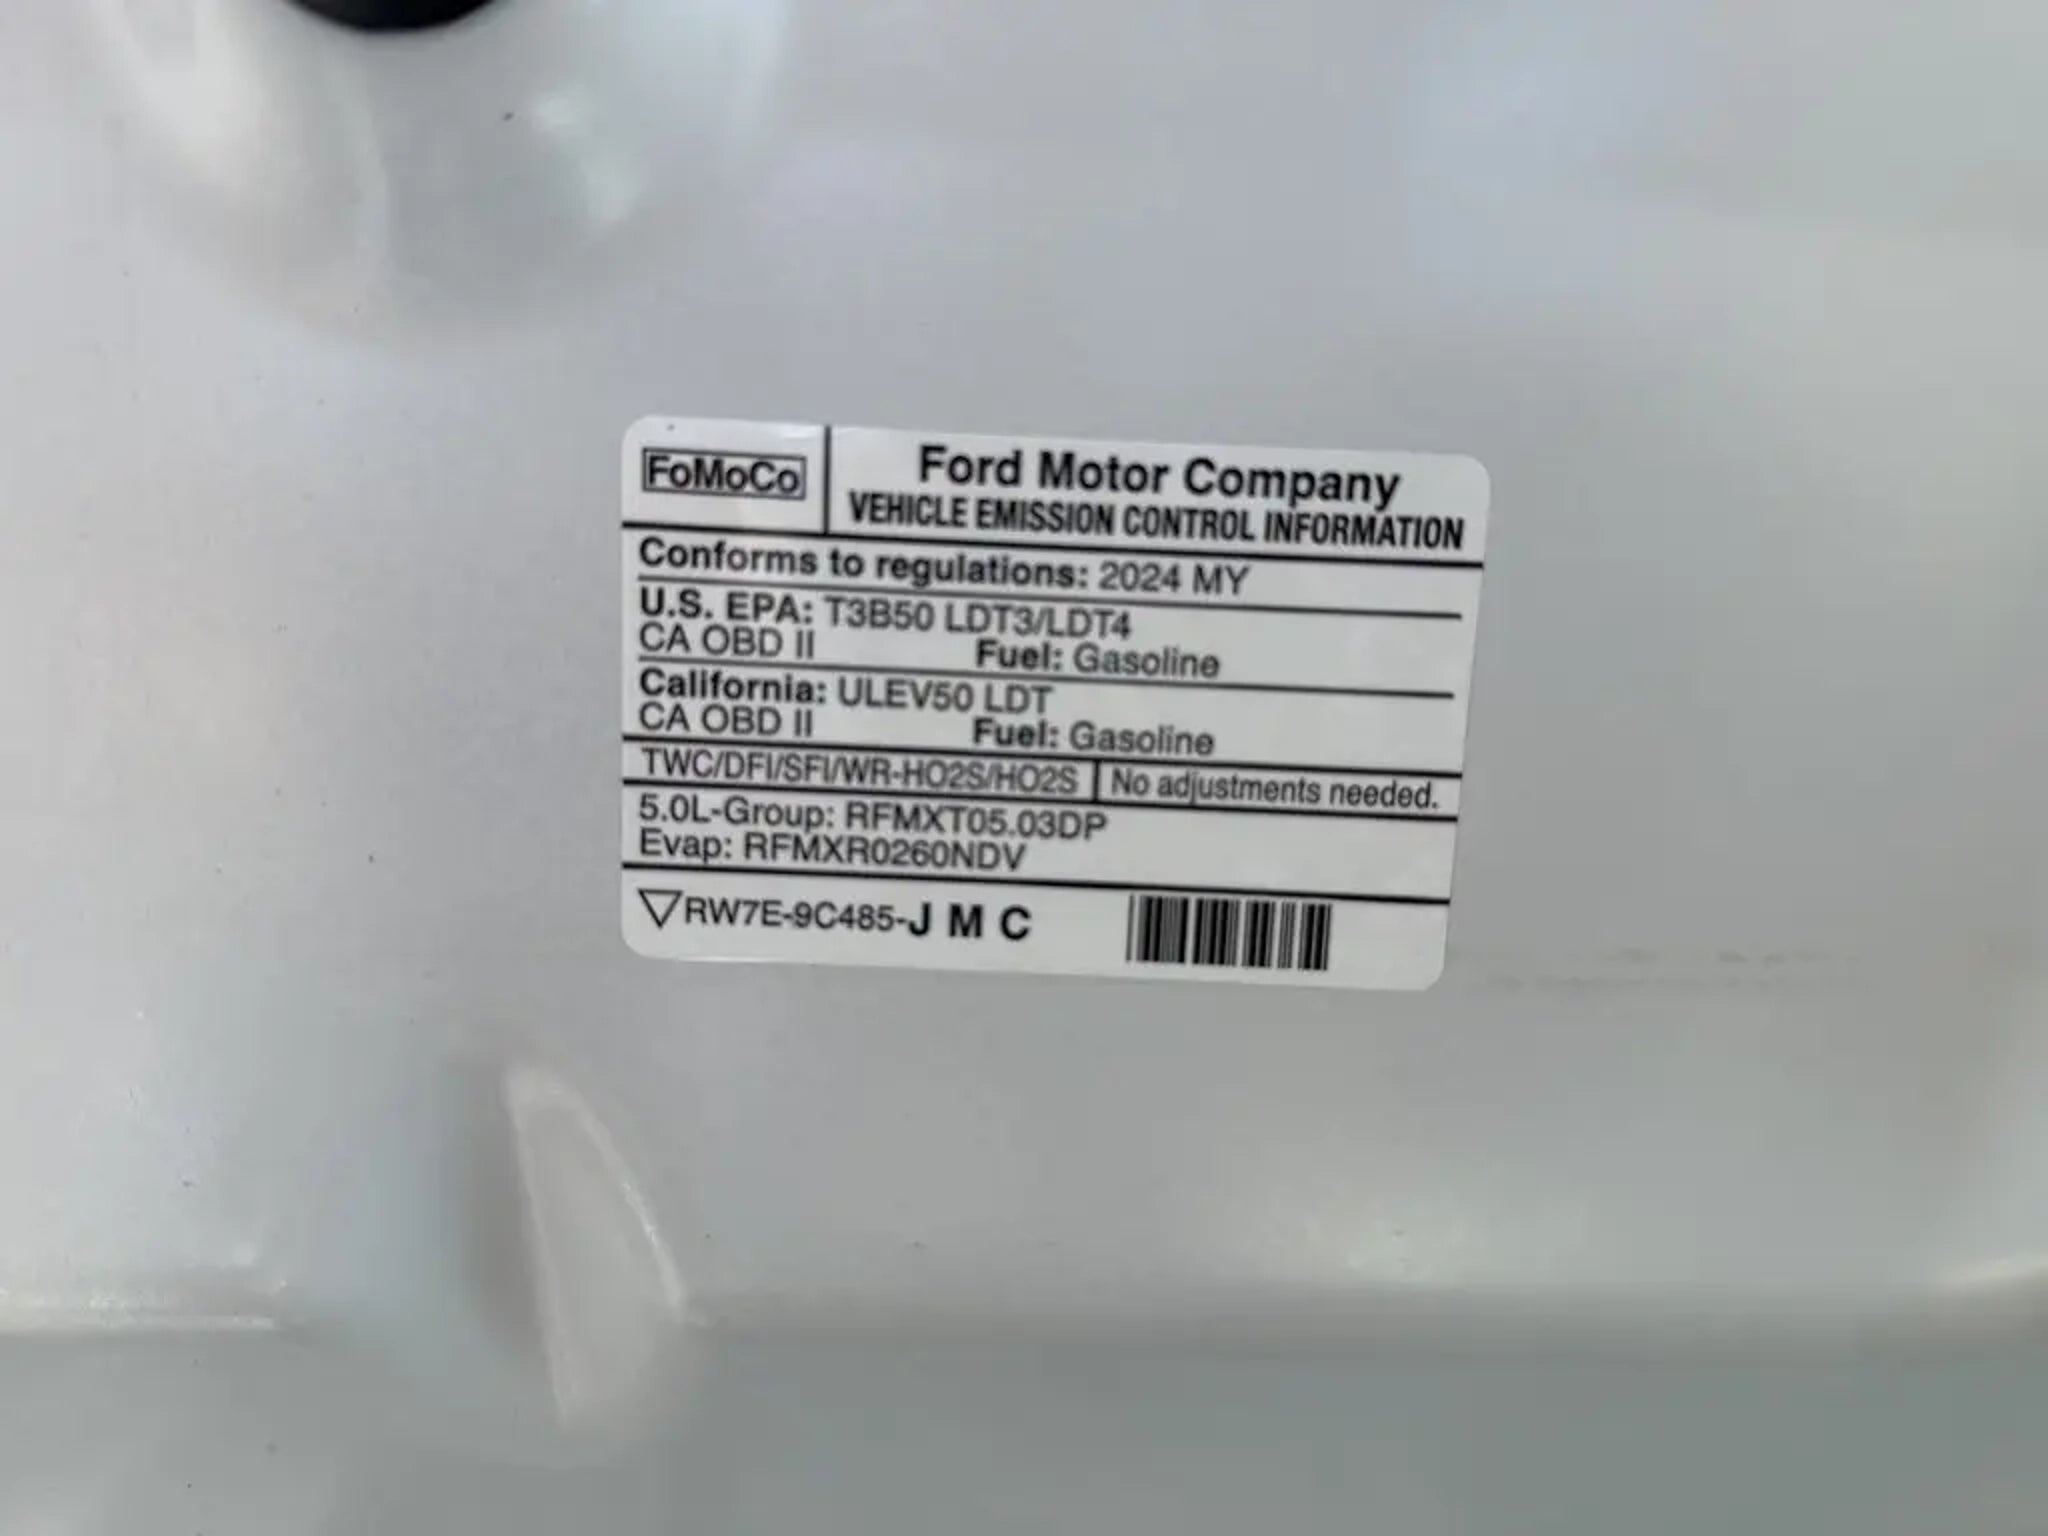 FoMoCo
Ford Motor Company
VEHICLE EMISSION CONTROL INFORMATION
Conforms to regulations: 2024 MY
U.S. EPA: T3B50 LDT3/LDT4
CA OBD II Fuel: Gasoline
California: ULEV50 LDT
CA OBD II Fuel: Gasoline
TWC/DFI/SFI/WR-HO2S/HO2S No adjustments needed.
5.0L-Group: RFMXT05.03DP
Evap: RFMXR0260NDV
RW7E-9C485-J M C